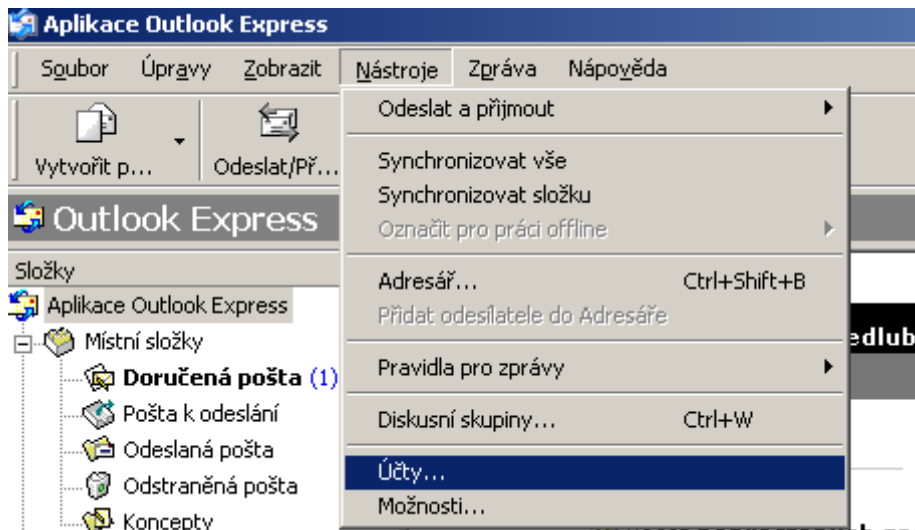 Aplikace Outlook Express
Soubor Úpravy Zobrazit Nástroje Zpráva Nápověda
Vytvořit p... Odeslat/Př...
Outlook Express
Složky
Aplikace Outlook Express
Místní složky
Doručená pošta (1)
Pošta k odeslání
Odeslaná pošta
Odstraněná pošta
Koncepty
Odeslat a přijmout
Synchronizovat vše
Synchronizovat složku
Označit pro práci offline
Adresář... Ctrl+Shift+B
Přidat odesílatele do Adresáře
Pravidla pro zprávy
Diskusní skupiny... Ctrl+W
Účty...
Možnosti...
edlub